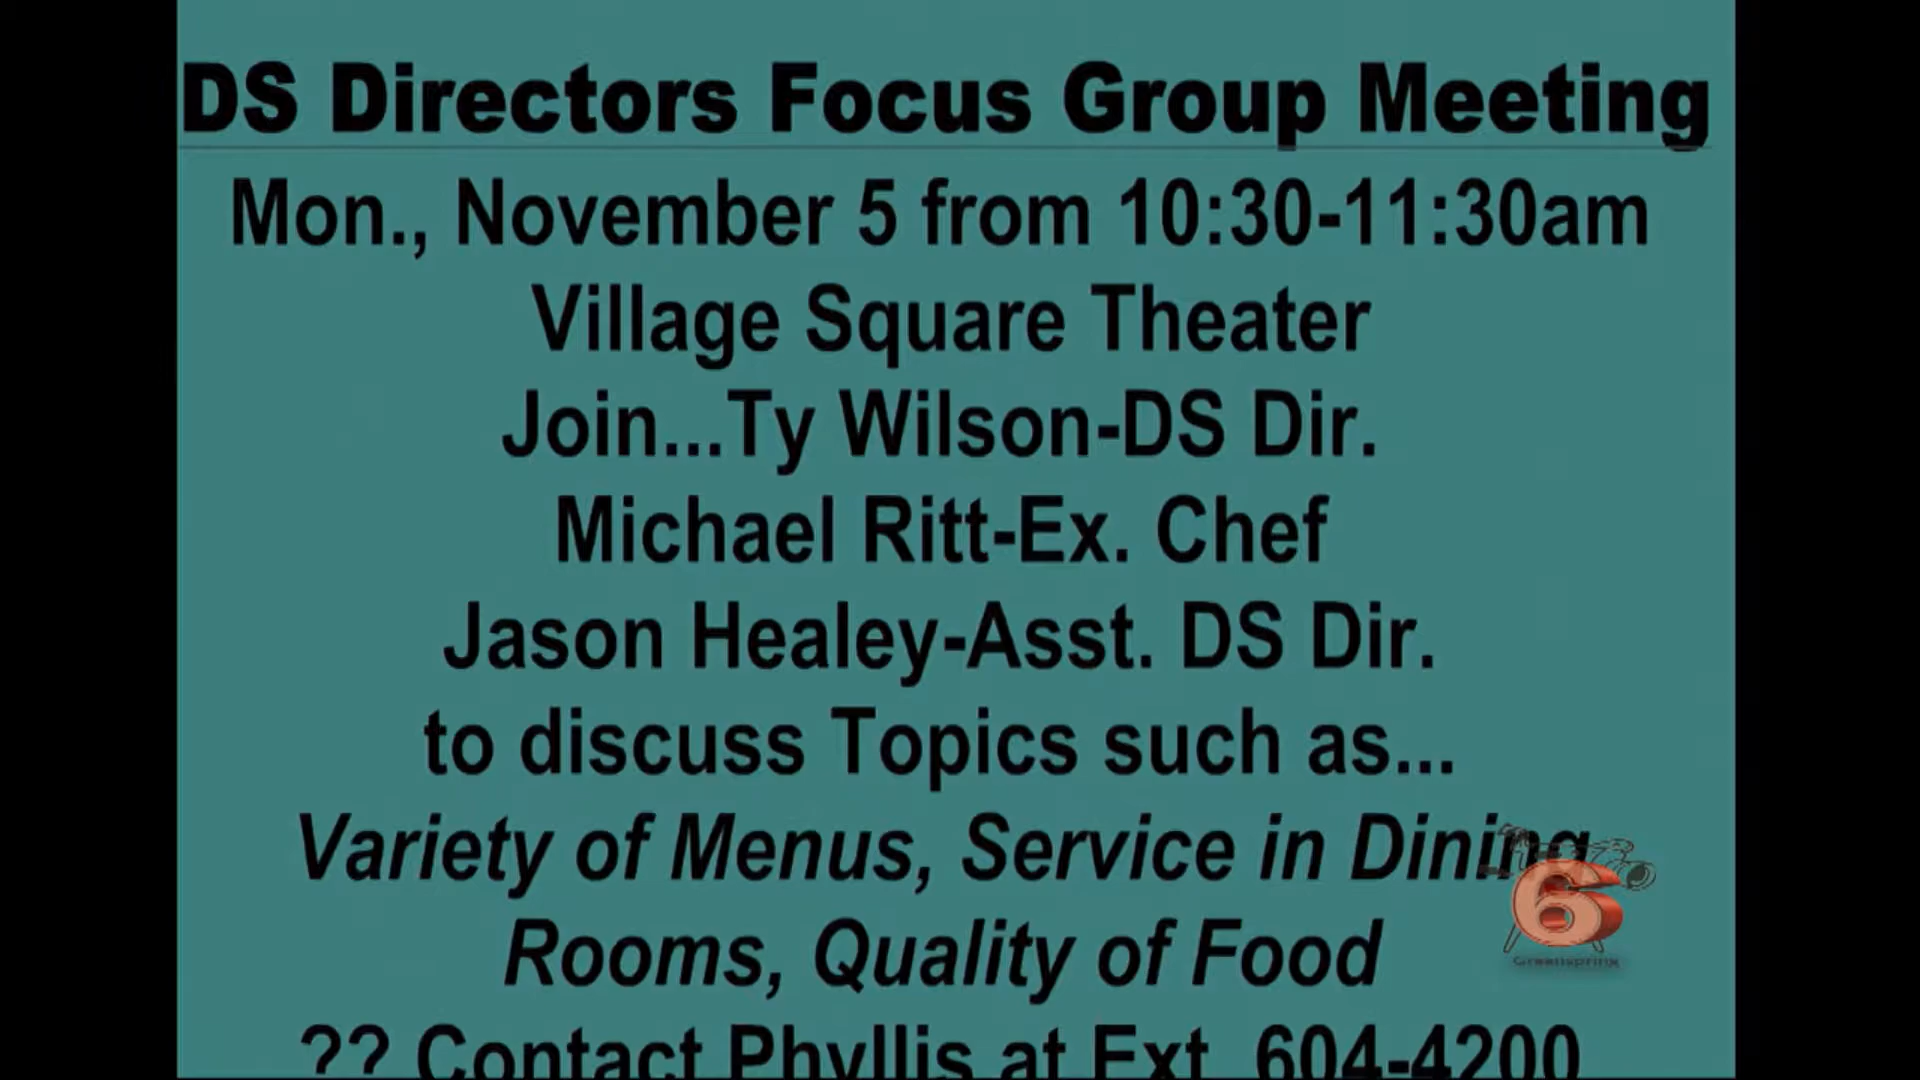 DS Directors Focus Group Meeting
Mon., November 5 from 10:30-11:30am
Village Square Theater
Join...Ty Wilson-DS Dir.
Michael Ritt-Ex. Chef
Jason Healey-Asst. DS Dir.
to discuss Topics such as...
Variety of Menus, Service in Dining
Rooms, Quality of Food
6
Greenspring
?? Contact Phyllis at Ext. 604-4200